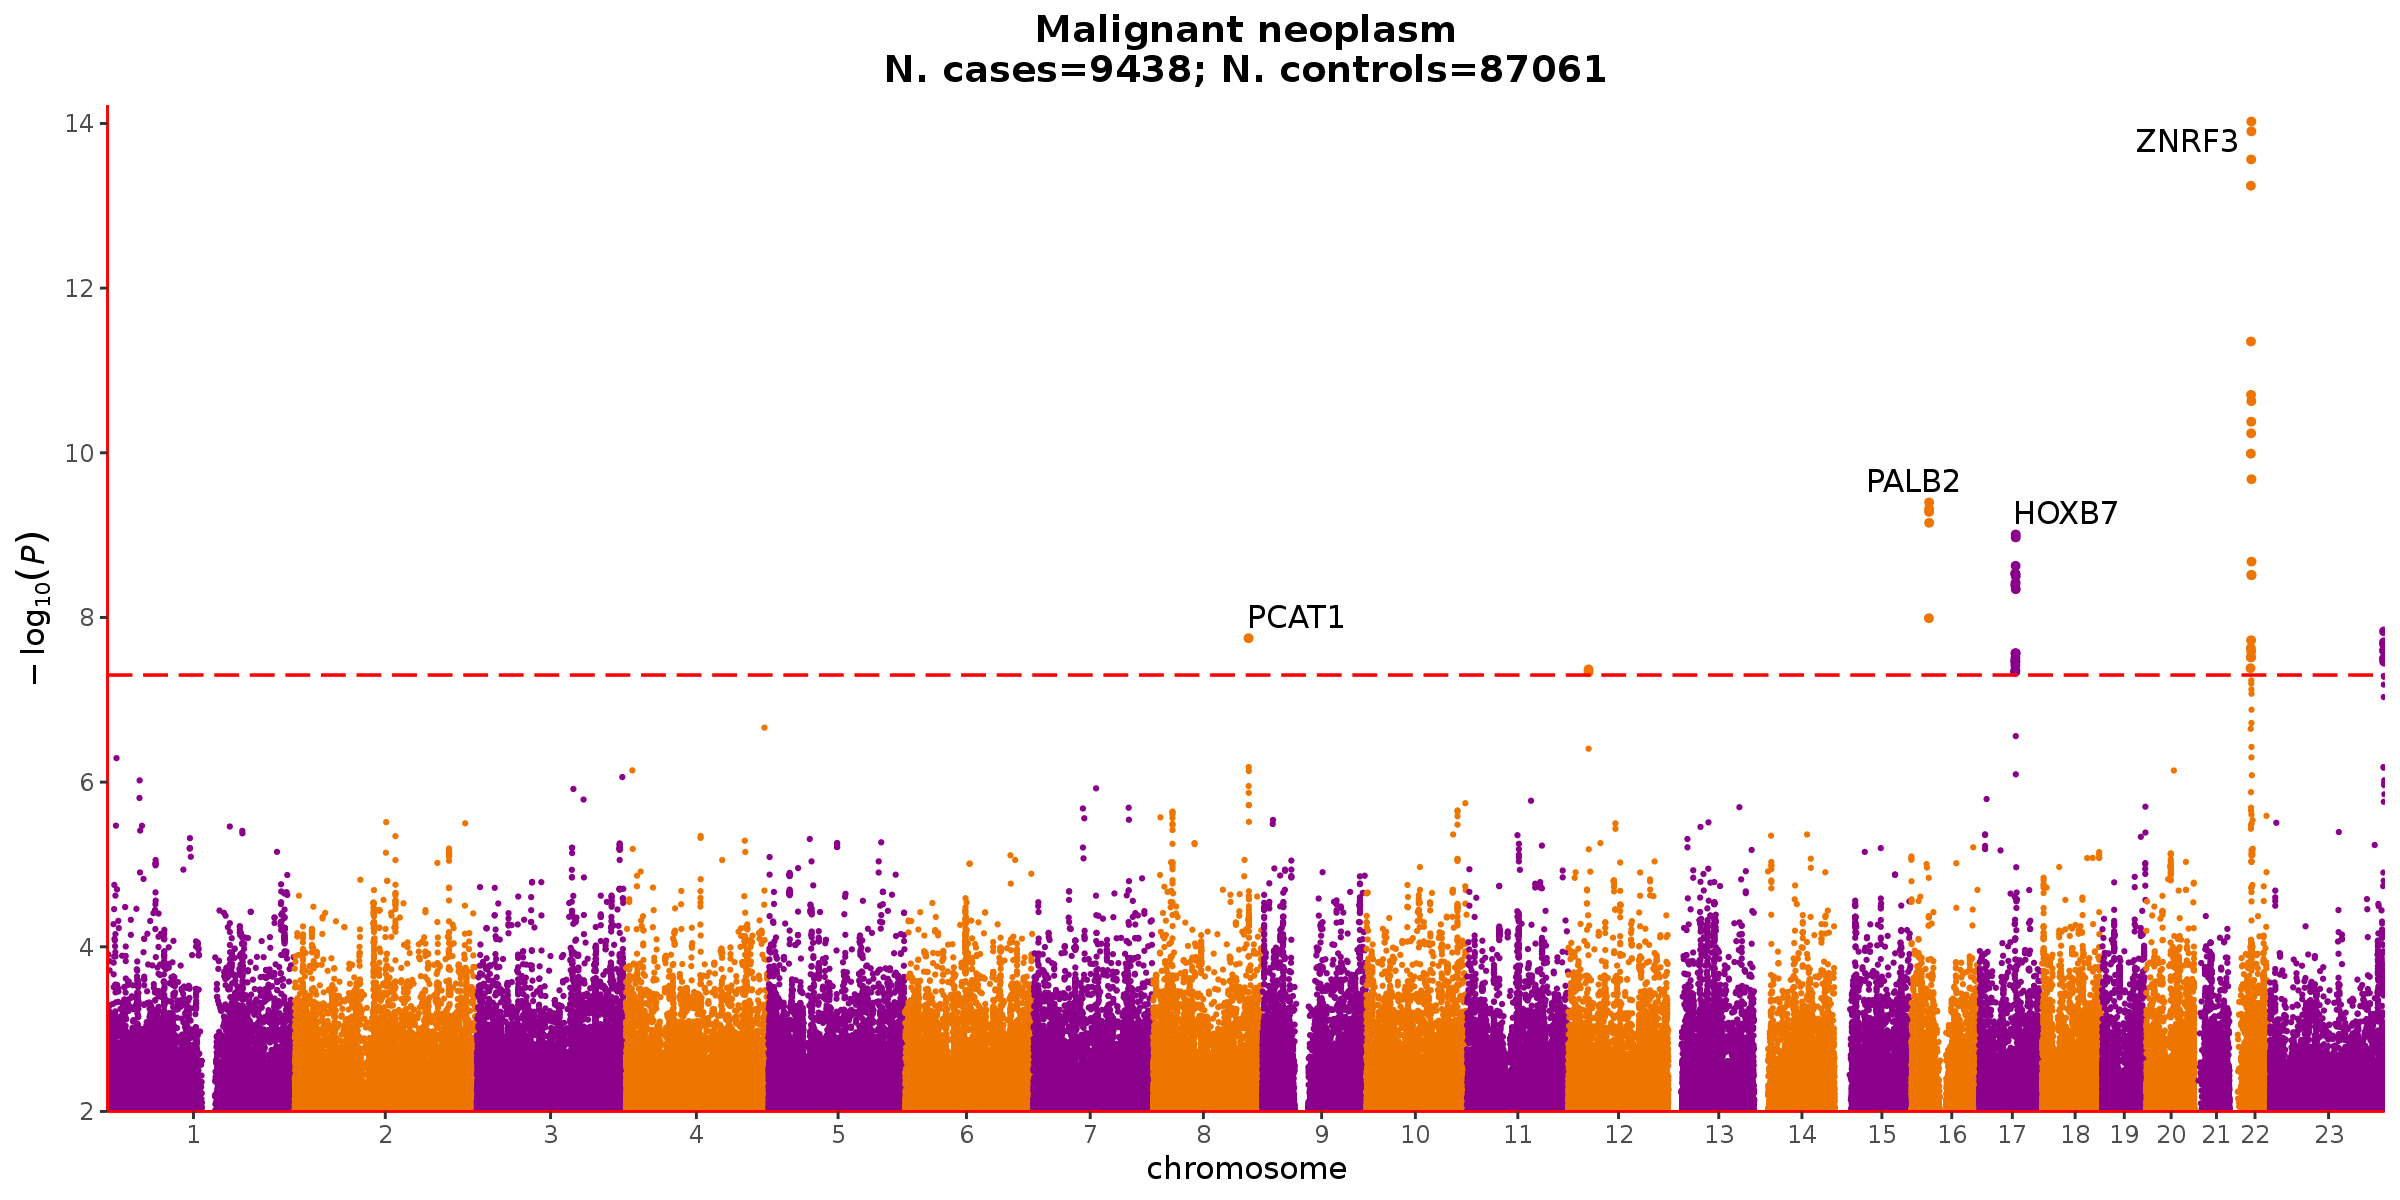 Malignant neoplasm
N. cases=9438; N. controls=87061
14
12
10
8
6
4
2
−log₁₀(P)
ZNRF3
PALB2
HOXB7
PCAT1
1 2 3 4 5 6 7 8 9 10 11 12 13 14 15 16 17 18 19 20 21 22 23
chromosome